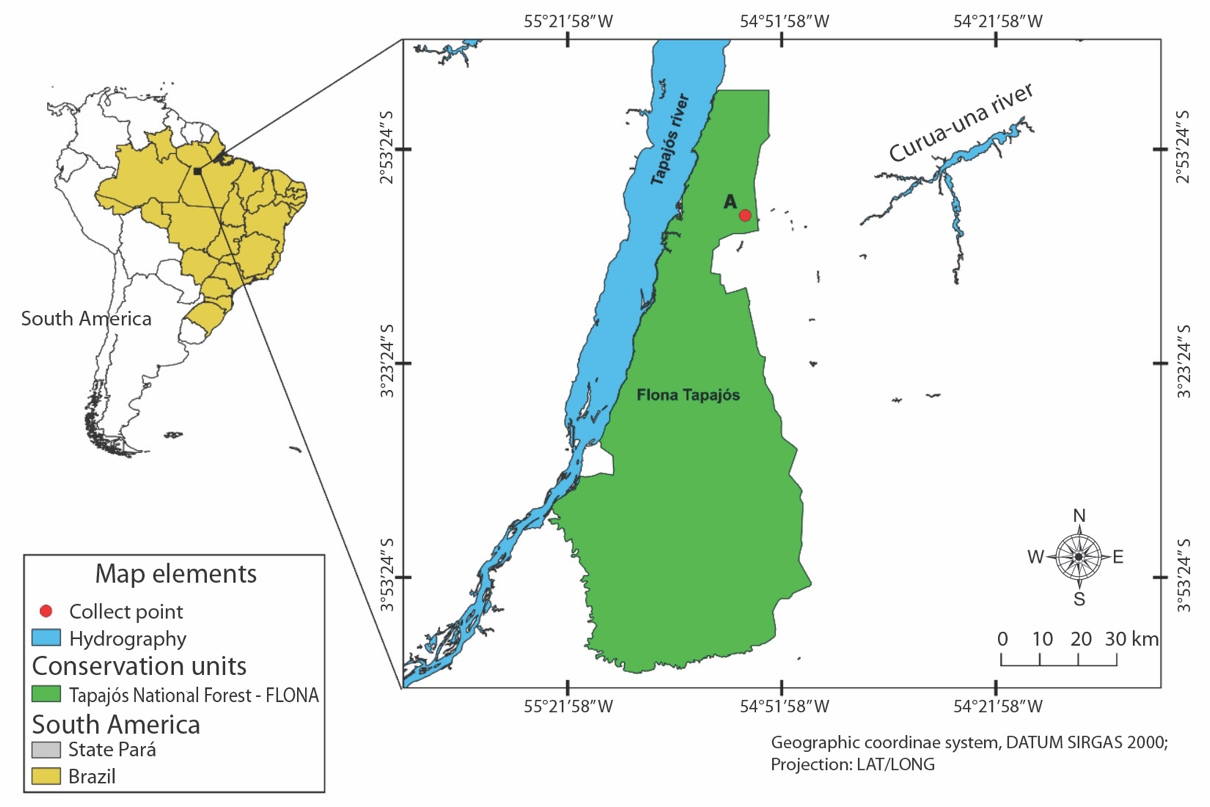 55°21'58"W 54°51'58"W 54°21'58"W
2°53'24"S
3°23'24"S
3°53'24"S
2°53'24"S
3°23'24"S
3°53'24"S
Tapajós river
Curua-una river
A
Flona Tapajós
South America
N
W E
S
0 10 20 30 km
55°21'58"W 54°51'58"W 54°21'58"W
Map elements
Collect point
Hydrography
Conservation units
Tapajós National Forest - FLONA
South America
State Pará
Brazil
Geographic coordinae system, DATUM SIRGAS 2000;
Projection: LAT/LONG